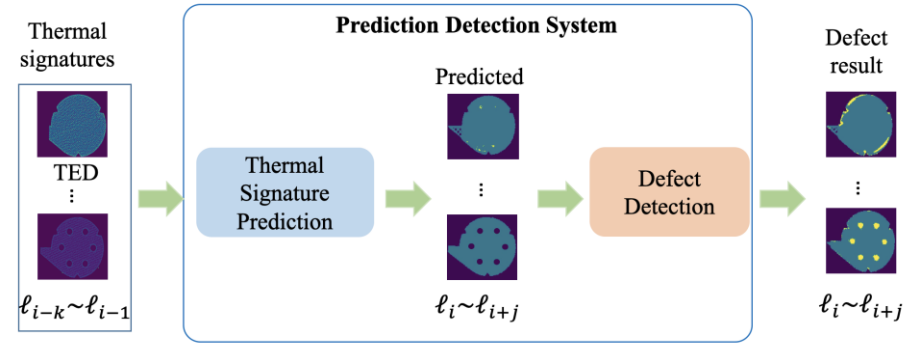 Thermal
signatures
TED
⋮
ℓi−k~ℓi−1
Prediction Detection System
Thermal
Signature
Prediction
Predicted
⋮
ℓi~ℓi+j
Defect
Detection
Defect
result
⋮
ℓi~ℓi+j